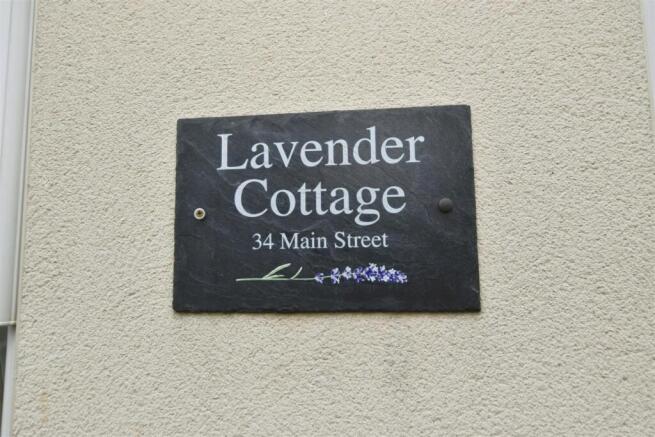 Lavender
Cottage
34 Main Street